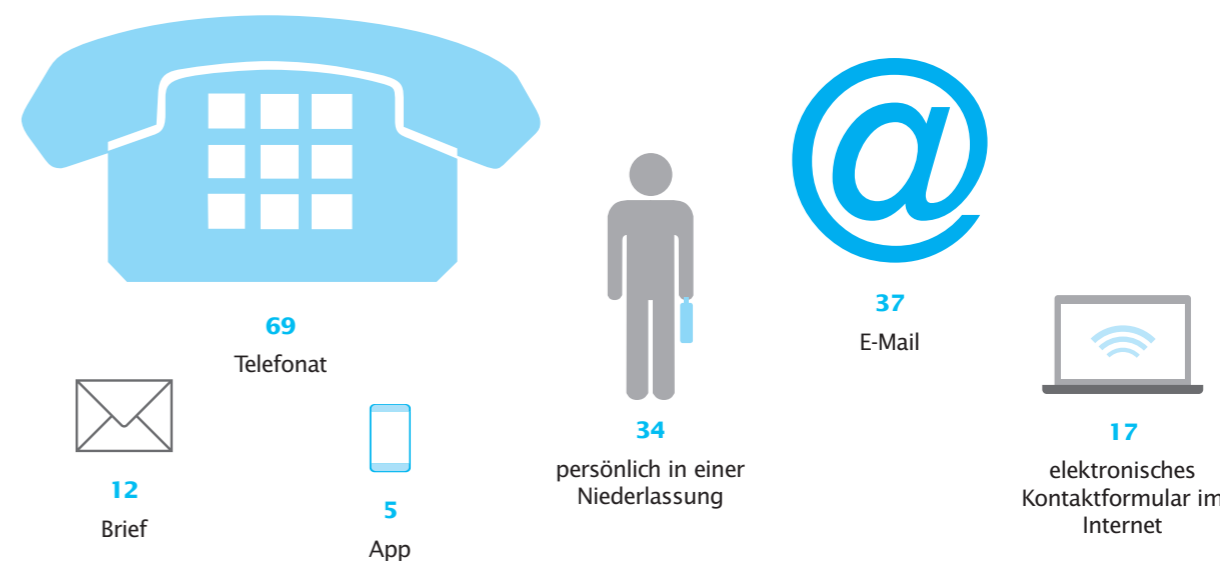 69
Telefonat
12
Brief
5
App
34
persönlich in einer
Niederlassung
37
E-Mail
17
elektronisches
Kontaktformular im
Internet